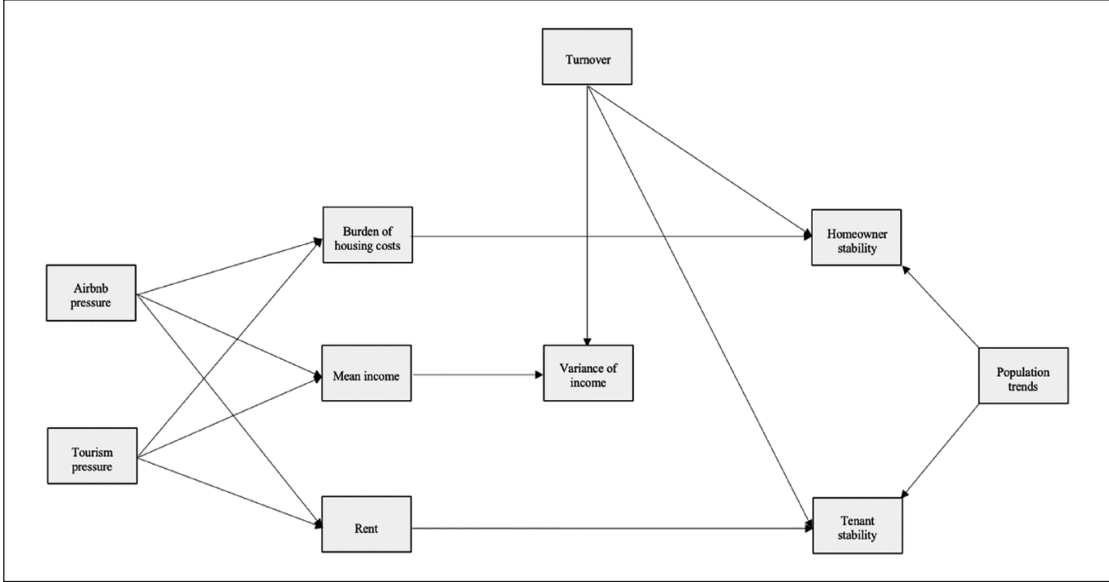 Turnover
Burden of
housing costs
Homeowner
stability
Airbnb
pressure
Mean income
Variance of
income
Population
trends
Tourism
pressure
Rent
Tenant
stability